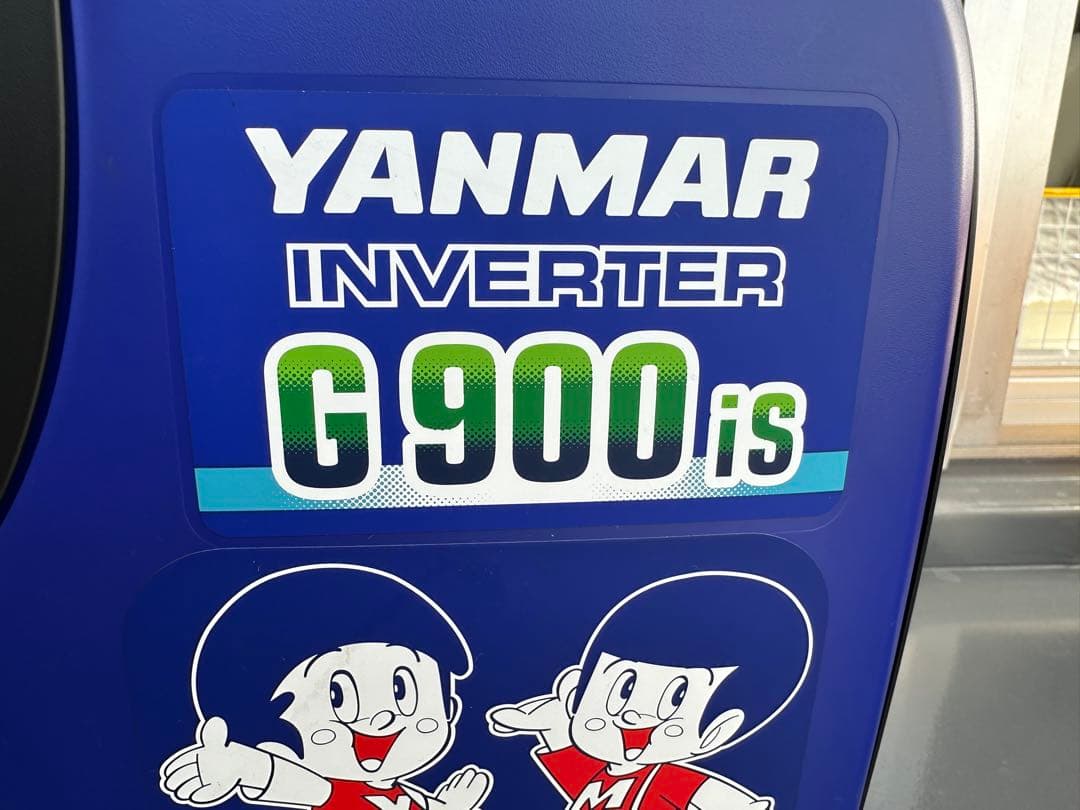 YANMAR
INVERTER
G900is
Y M